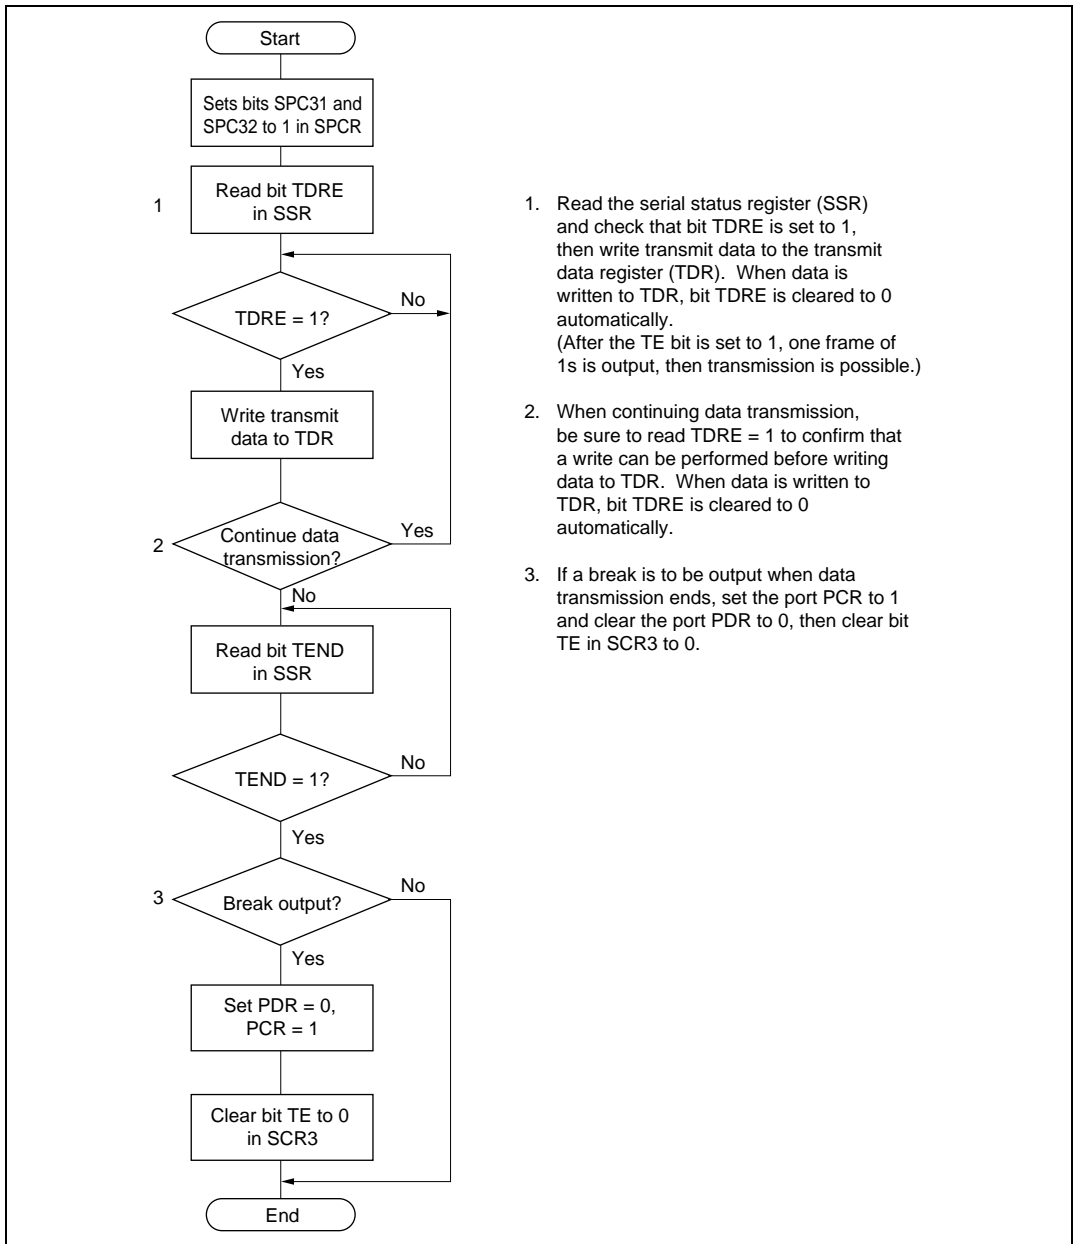 Start
Sets bits SPC31 and
SPC32 to 1 in SPCR
1
Read bit TDRE
in SSR
TDRE = 1?
No
Yes
Write transmit
data to TDR
2
Continue data
transmission?
Yes
No
Read bit TEND
in SSR
TEND = 1?
No
Yes
3
Break output?
No
Yes
Set PDR = 0,
PCR = 1
Clear bit TE to 0
in SCR3
End
1. Read the serial status register (SSR)
and check that bit TDRE is set to 1,
then write transmit data to the transmit
data register (TDR). When data is
written to TDR, bit TDRE is cleared to 0
automatically.
(After the TE bit is set to 1, one frame of
1s is output, then transmission is possible.)
2. When continuing data transmission,
be sure to read TDRE = 1 to confirm that
a write can be performed before writing
data to TDR. When data is written to
TDR, bit TDRE is cleared to 0
automatically.
3. If a break is to be output when data
transmission ends, set the port PCR to 1
and clear the port PDR to 0, then clear bit
TE in SCR3 to 0.